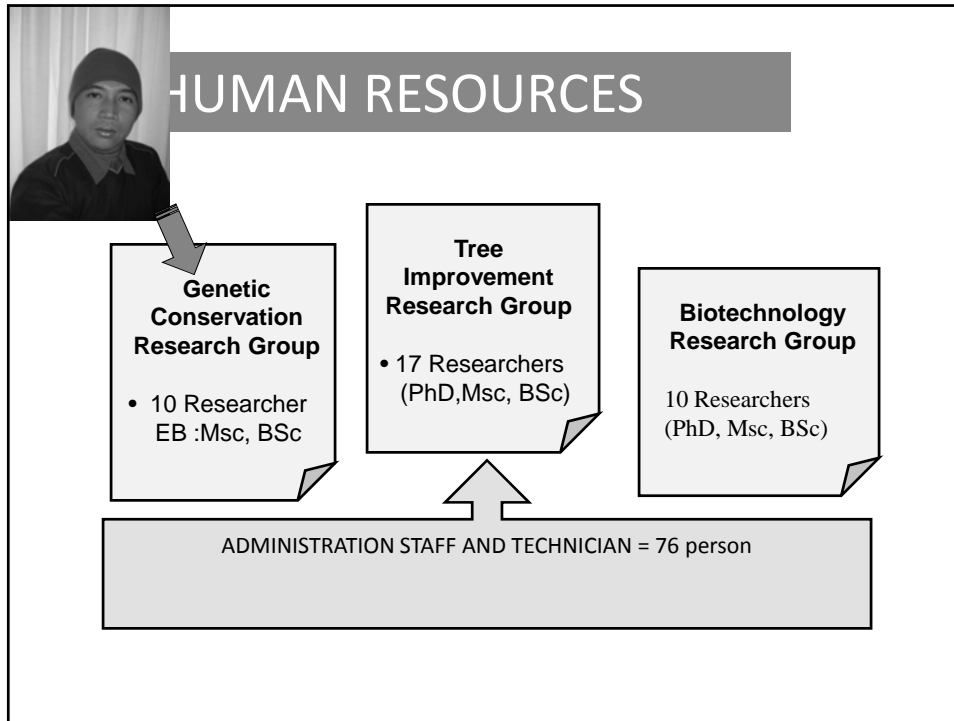 HUMAN RESOURCES
Genetic
Conservation
Research Group
• 10 Researcher
EB :Msc, BSc
Tree
Improvement
Research Group
• 17 Researchers
(PhD,Msc, BSc)
Biotechnology
Research Group
10 Researchers
(PhD, Msc, BSc)
ADMINISTRATION STAFF AND TECHNICIAN = 76 person